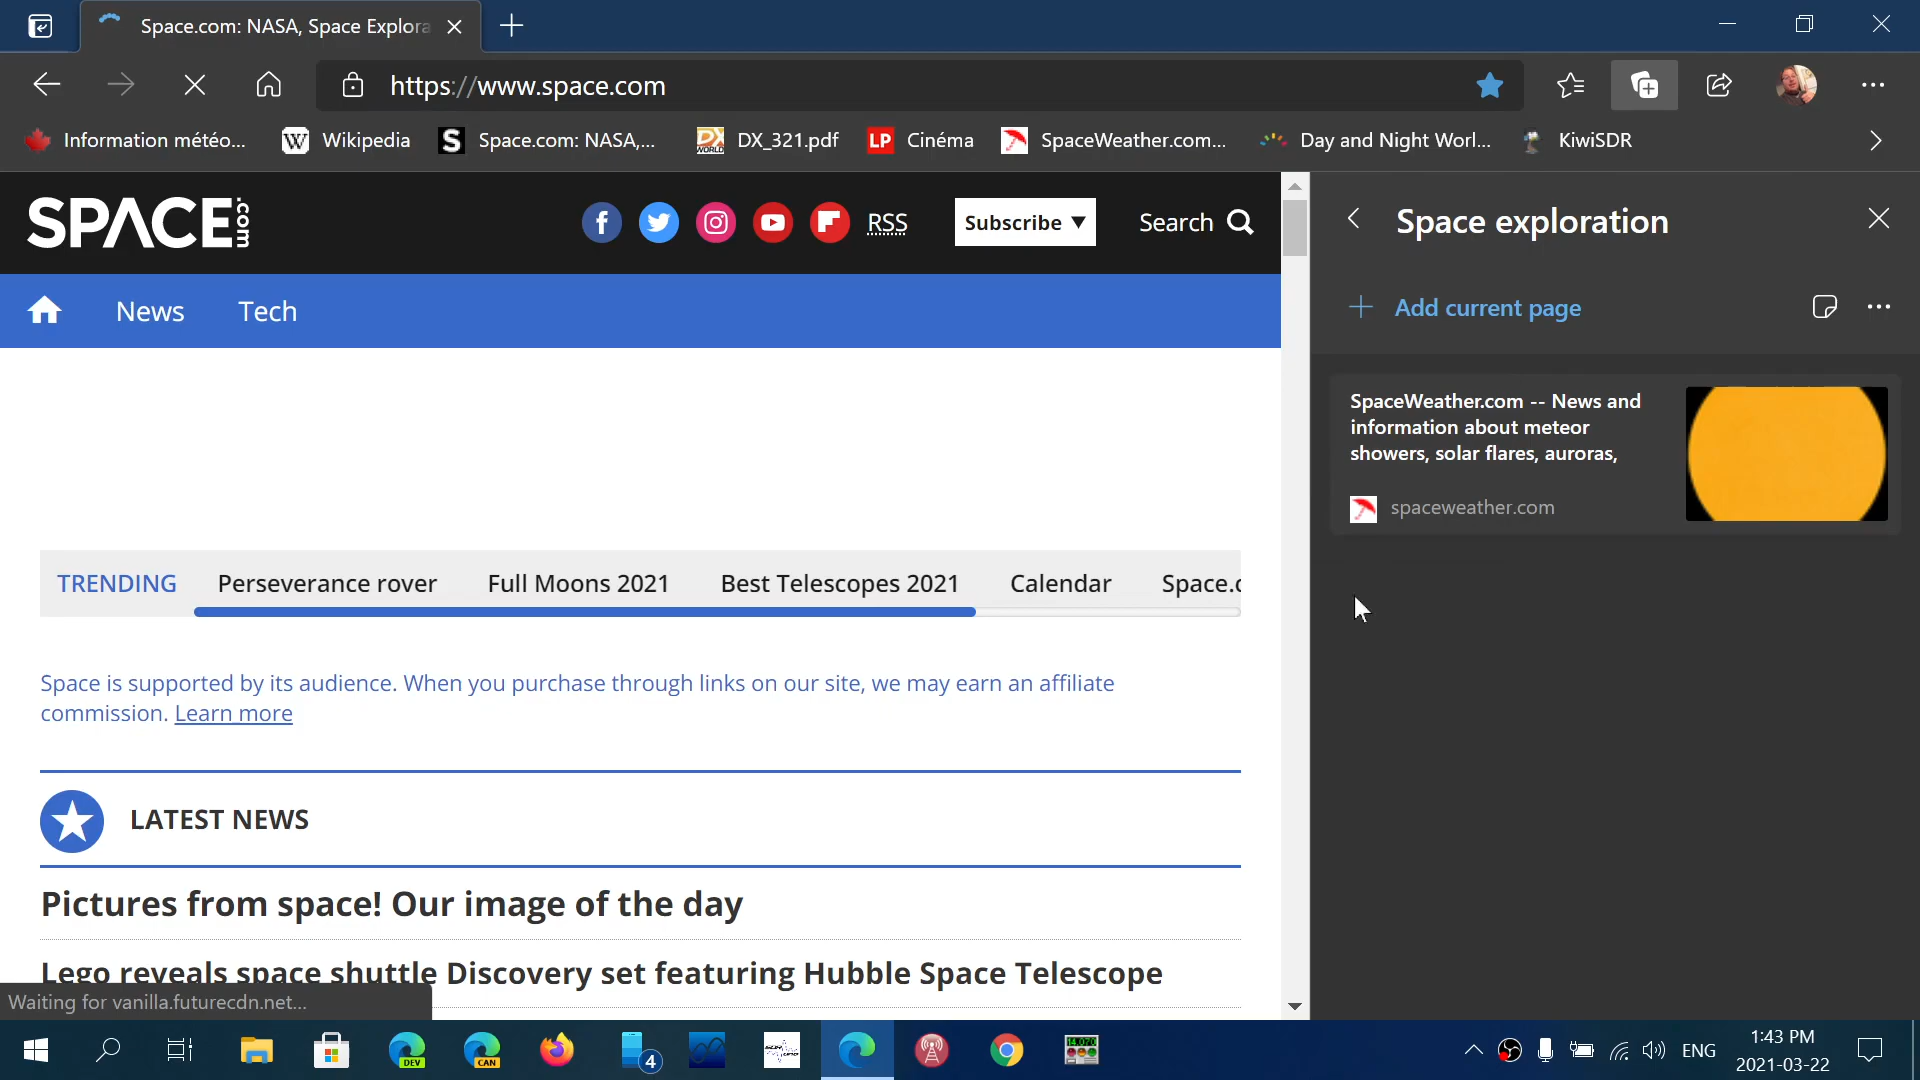 Space.com: NASA, Space Explora
https://www.space.com
Information météo...
Wikipedia
Space.com: NASA,...
DX_321.pdf
Cinéma
SpaceWeather.com...
Day and Night Worl...
KiwiSDR
SPACE.com
RSS
Subscribe ▼
Search
News
Tech
TRENDING
Perseverance rover
Full Moons 2021
Best Telescopes 2021
Calendar
Space.c
Space is supported by its audience. When you purchase through links on our site, we may earn an affiliate
commission. Learn more
LATEST NEWS
Pictures from space! Our image of the day
Lego reveals space shuttle Discovery set featuring Hubble Space Telescope
Waiting for vanilla.futurecdn.net...
Space exploration
Add current page
SpaceWeather.com -- News and
information about meteor
showers, solar flares, auroras,
spaceweather.com
DEV
CAN
4
ENG
1:43 PM
2021-03-22